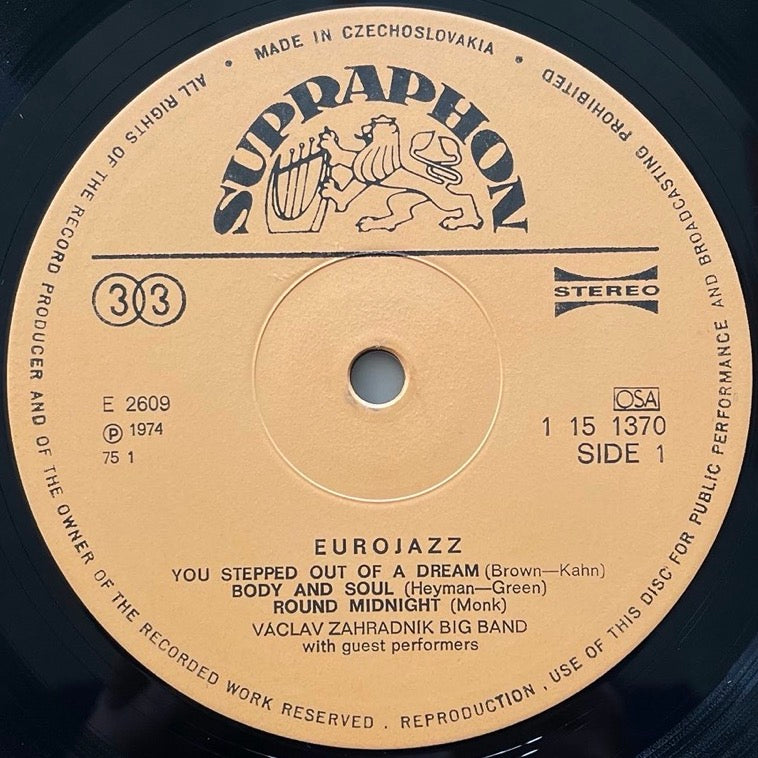 MADE IN CZECHOSLOVAKIA
ALL RIGHTS OF THE RECORD PRODUCER AND OF THE OWNER OF THE RECORDED WORK RESERVED . REPRODUCTION , USE OF THIS DISC FOR PUBLIC PERFORMANCE AND BROADCASTING PROHIBITED
SUPRAPHON
33
STEREO
E 2609
Ⓟ 1974
75 1
OSA
1 15 1370
SIDE 1
EUROJAZZ
YOU STEPPED OUT OF A DREAM (Brown—Kahn)
BODY AND SOUL (Heyman—Green)
ROUND MIDNIGHT (Monk)
VÁCLAV ZAHRADNÍK BIG BAND
with guest performers